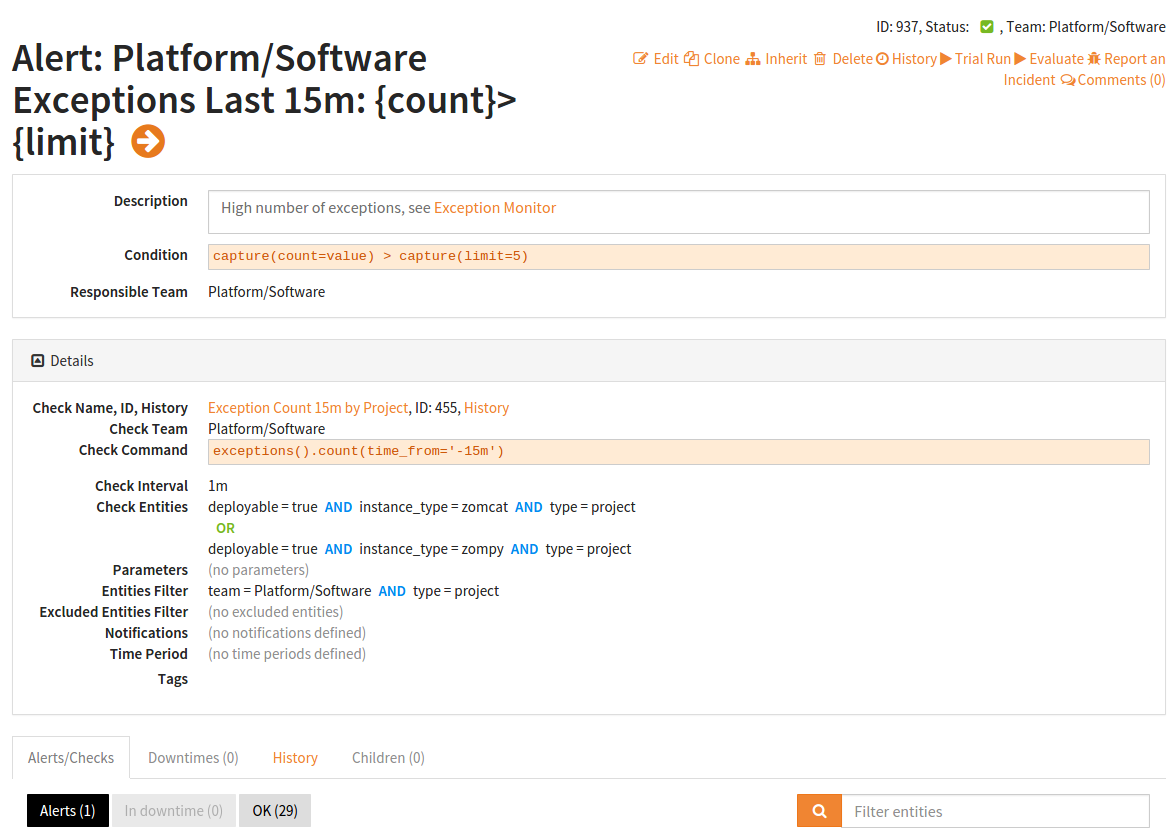 ID: 937, Status: , Team: Platform/Software
Alert: Platform/Software
Exceptions Last 15m: {count}>
{limit}
Edit Clone Inherit Delete History Trial Run Evaluate Report an
Incident Comments (0)
Description High number of exceptions, see Exception Monitor
Condition capture(count=value) > capture(limit=5)
Responsible Team Platform/Software
Details
Check Name, ID, History Exception Count 15m by Project, ID: 455, History
Check Team Platform/Software
Check Command exceptions().count(time_from='-15m')
Check Interval 1m
Check Entities deployable = true AND instance_type = zomcat AND type = project
OR
deployable = true AND instance_type = zompy AND type = project
Parameters (no parameters)
Entities Filter team = Platform/Software AND type = project
Excluded Entities Filter (no excluded entities)
Notifications (no notifications defined)
Time Period (no time periods defined)
Tags
Alerts/Checks Downtimes (0) History Children (0)
Alerts (1) In downtime (0) OK (29) Filter entities